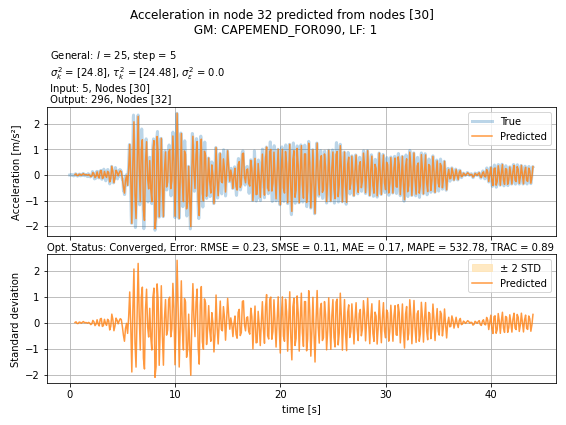 Acceleration in node 32 predicted from nodes [30]
GM: CAPEMEND_FOR090, LF: 1
General: l = 25, step = 5
σ²_k = [24.8], τ²_k = [24.48], σ²_ε = 0.0
Input: 5, Nodes [30]
Output: 296, Nodes [32]
Acceleration [m/s²]
2
1
0
−1
−2
True
Predicted
Opt. Status: Converged, Error: RMSE = 0.23, SMSE = 0.11, MAE = 0.17, MAPE = 532.78, TRAC = 0.89
Standard deviation
2
1
0
−1
−2
± 2 STD
Predicted
0
10
20
30
40
time [s]